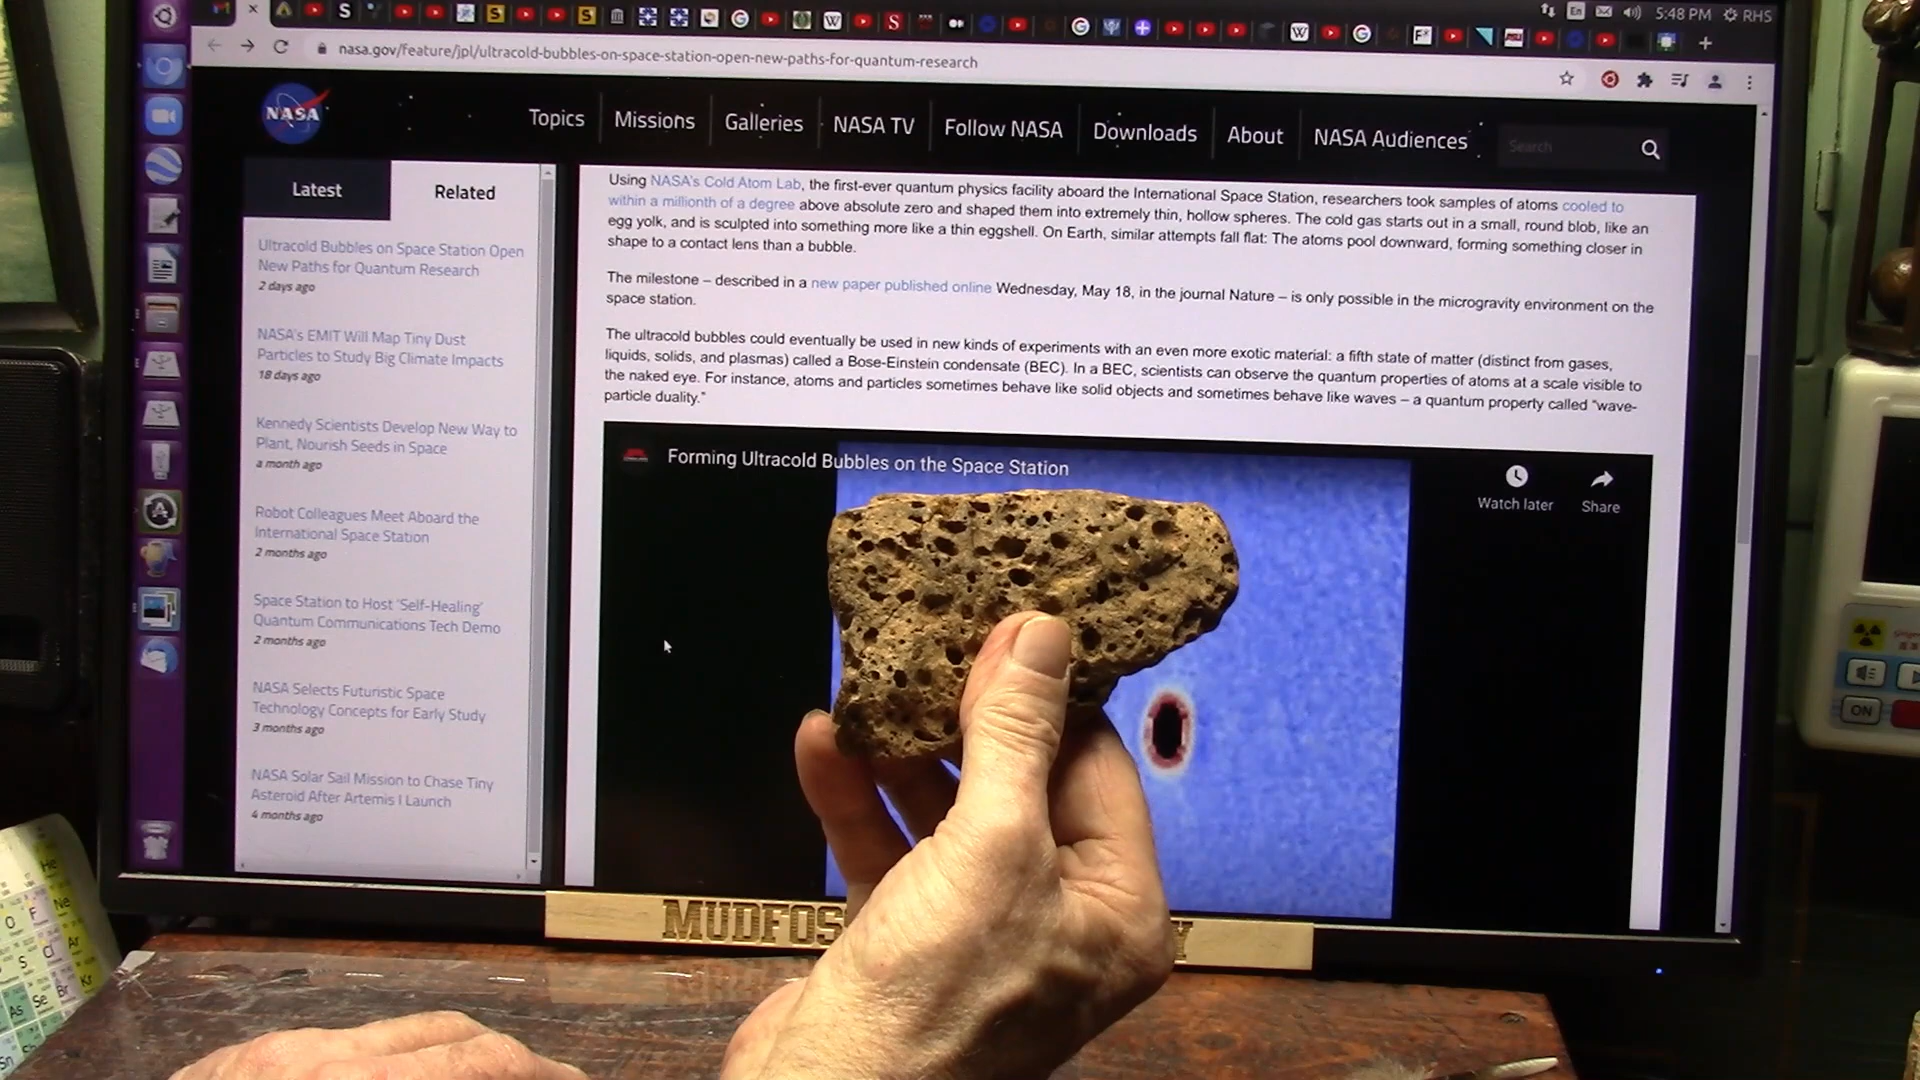 5:48 PM RHS
En
nasa.gov/feature/jpl/ultracold-bubbles-on-space-station-open-new-paths-for-quantum-research
NASA
Topics Missions Galleries NASA TV Follow NASA Downloads About NASA Audiences Search
Latest Related
Ultracold Bubbles on Space Station Open
New Paths for Quantum Research
2 days ago
NASA's EMIT Will Map Tiny Dust
Particles to Study Big Climate Impacts
18 days ago
Kennedy Scientists Develop New Way to
Plant, Nourish Seeds in Space
a month ago
Robot Colleagues Meet Aboard the
International Space Station
2 months ago
Space Station to Host 'Self-Healing'
Quantum Communications Tech Demo
2 months ago
NASA Selects Futuristic Space
Technology Concepts for Early Study
3 months ago
NASA Solar Sail Mission to Chase Tiny
Asteroid After Artemis I Launch
4 months ago
Using NASA's Cold Atom Lab, the first-ever quantum physics facility aboard the International Space Station, researchers took samples of atoms cooled to
within a millionth of a degree above absolute zero and shaped them into extremely thin, hollow spheres. The cold gas starts out in a small, round blob, like an
egg yolk, and is sculpted into something more like a thin eggshell. On Earth, similar attempts fall flat: The atoms pool downward, forming something closer in
shape to a contact lens than a bubble.
The milestone – described in a new paper published online Wednesday, May 18, in the journal Nature – is only possible in the microgravity environment on the
space station.
The ultracold bubbles could eventually be used in new kinds of experiments with an even more exotic material: a fifth state of matter (distinct from gases,
liquids, solids, and plasmas) called a Bose-Einstein condensate (BEC). In a BEC, scientists can observe the quantum properties of atoms at a scale visible to
the naked eye. For instance, atoms and particles sometimes behave like solid objects and sometimes behave like waves – a quantum property called "wave-
particle duality."
Forming Ultracold Bubbles on the Space Station
Watch later Share
ON
MUDFOS Y
He
O F Ne
S Cl Ar
As Se Br Kr
Sn